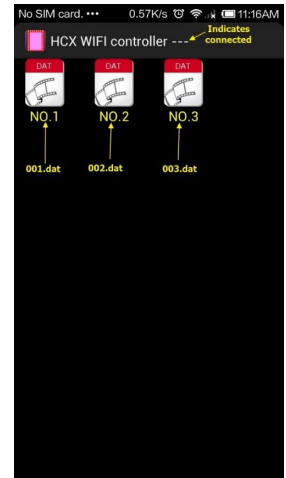 No SIM card. ••• 0.57K/s 11:16AM
HCX WIFI controller --- Indicates connected
DAT DAT DAT
NO.1 NO.2 NO.3
001.dat 002.dat 003.dat